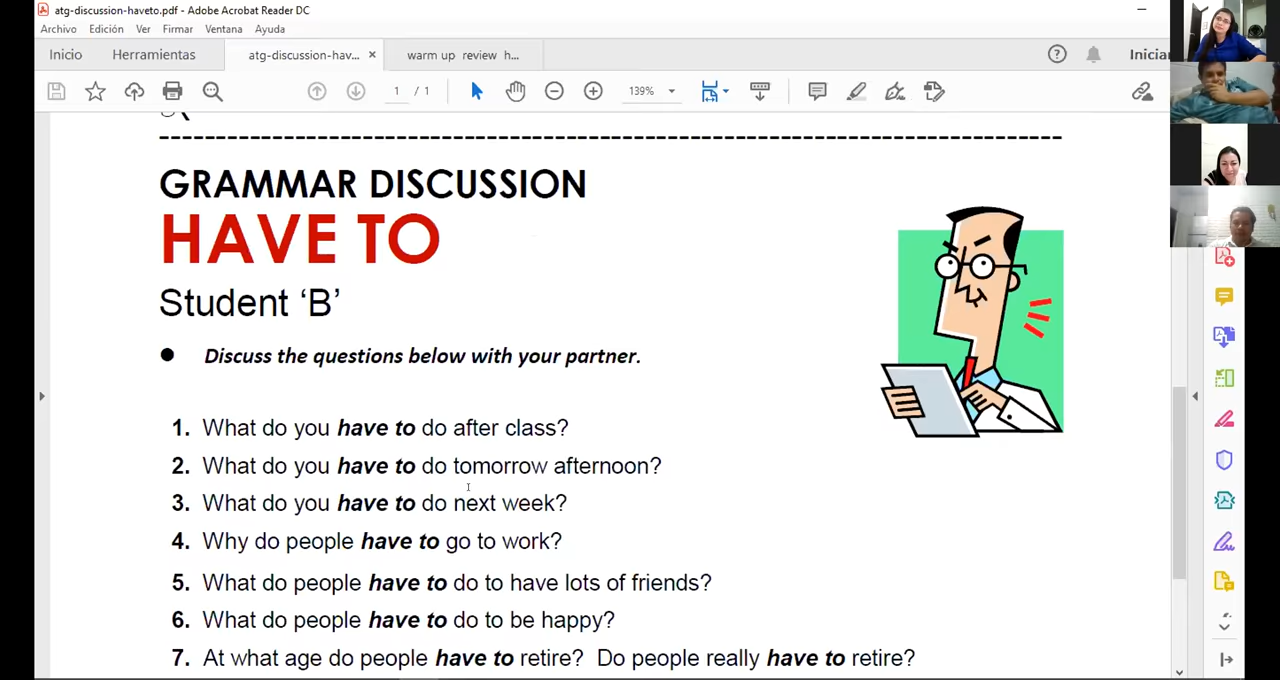 atg-discussion-haveto.pdf - Adobe Acrobat Reader DC
Archivo Edición Ver Firmar Ventana Ayuda
Inicio Herramientas atg-discussion-hav... × warm up review h... Iniciar
1 / 1 139%
GRAMMAR DISCUSSION
HAVE TO
Student ‘B’
● Discuss the questions below with your partner.
1. What do you have to do after class?
2. What do you have to do tomorrow afternoon?
3. What do you have to do next week?
4. Why do people have to go to work?
5. What do people have to do to have lots of friends?
6. What do people have to do to be happy?
7. At what age do people have to retire? Do people really have to retire?